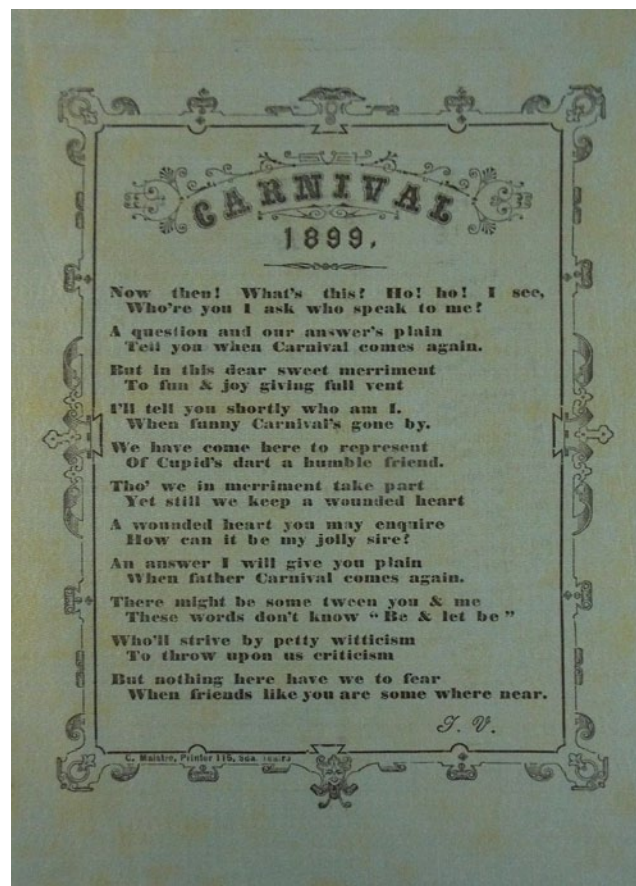 CARNIVAL
1899.
Now then! What's this? Ho! ho! I see,
Who're you I ask who speak to me?
A question and our answer's plain
Tell you when Carnival comes again.
But in this dear sweet merriment
To fun & joy giving full vent
I'll tell you shortly who am I.
When funny Carnival's gone by.
We have come here to represent
Of Cupid's dart a humble friend.
Tho' we in merriment take part
Yet still we keep a wounded heart
A wounded heart you may enquire
How can it be my jolly sire?
An answer I will give you plain
When father Carnival comes again.
There might be some tween you & me
These words don't know "Be & let be"
Who'll strive by petty witticism
To throw upon us criticism
But nothing here have we to fear
When friends like you are some where near.
J. V.
C. Maistre, Printer 115,